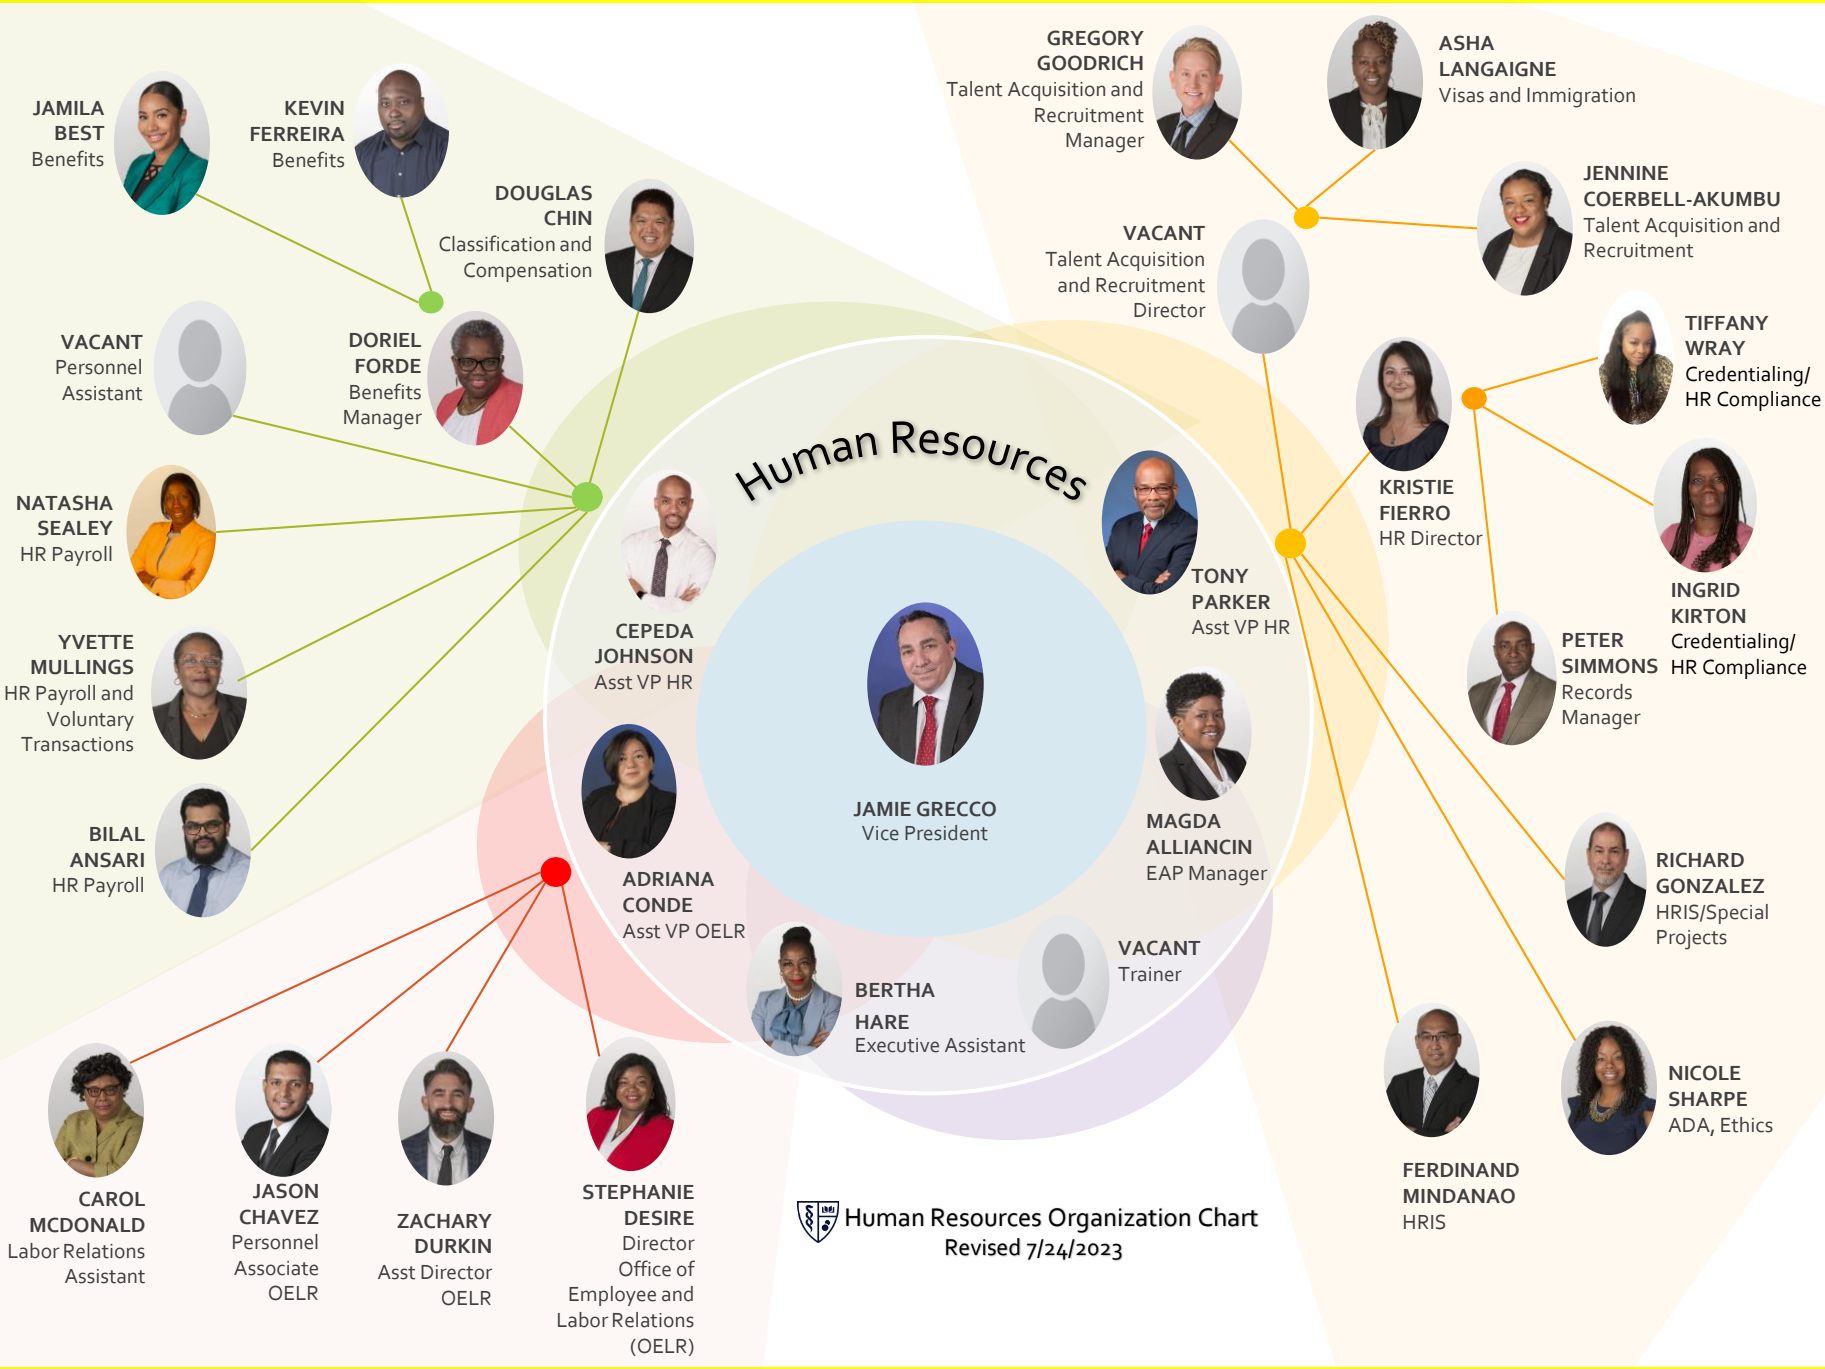 JAMILA
BEST
Benefits
KEVIN
FERREIRA
Benefits
DOUGLAS
CHIN
Classification and
Compensation
VACANT
Personnel
Assistant
DORIEL
FORDE
Benefits
Manager
NATASHA
SEALEY
HR Payroll
YVETTE
MULLINGS
HR Payroll and
Voluntary
Transactions
BILAL
ANSARI
HR Payroll
GREGORY
GOODRICH
Talent Acquisition and
Recruitment
Manager
ASHA
LANGAIGNE
Visas and Immigration
JENNINE
COERBELL-AKUMBU
Talent Acquisition and
Recruitment
VACANT
Talent Acquisition
and Recruitment
Director
TIFFANY
WRAY
Credentialing/
HR Compliance
KRISTIE
FIERRO
HR Director
INGRID
KIRTON
Credentialing/
HR Compliance
PETER
SIMMONS
Records
Manager
RICHARD
GONZALEZ
HRIS/Special
Projects
NICOLE
SHARPE
ADA, Ethics
FERDINAND
MINDANAO
HRIS
Human Resources
CEPEDA
JOHNSON
Asst VP HR
TONY
PARKER
Asst VP HR
JAMIE GRECCO
Vice President
MAGDA
ALLIANCIN
EAP Manager
ADRIANA
CONDE
Asst VP OELR
BERTHA
HARE
Executive Assistant
VACANT
Trainer
CAROL
MCDONALD
Labor Relations
Assistant
JASON
CHAVEZ
Personnel
Associate
OELR
ZACHARY
DURKIN
Asst Director
OELR
STEPHANIE
DESIRE
Director
Office of
Employee and
Labor Relations
(OELR)
Human Resources Organization Chart
Revised 7/24/2023